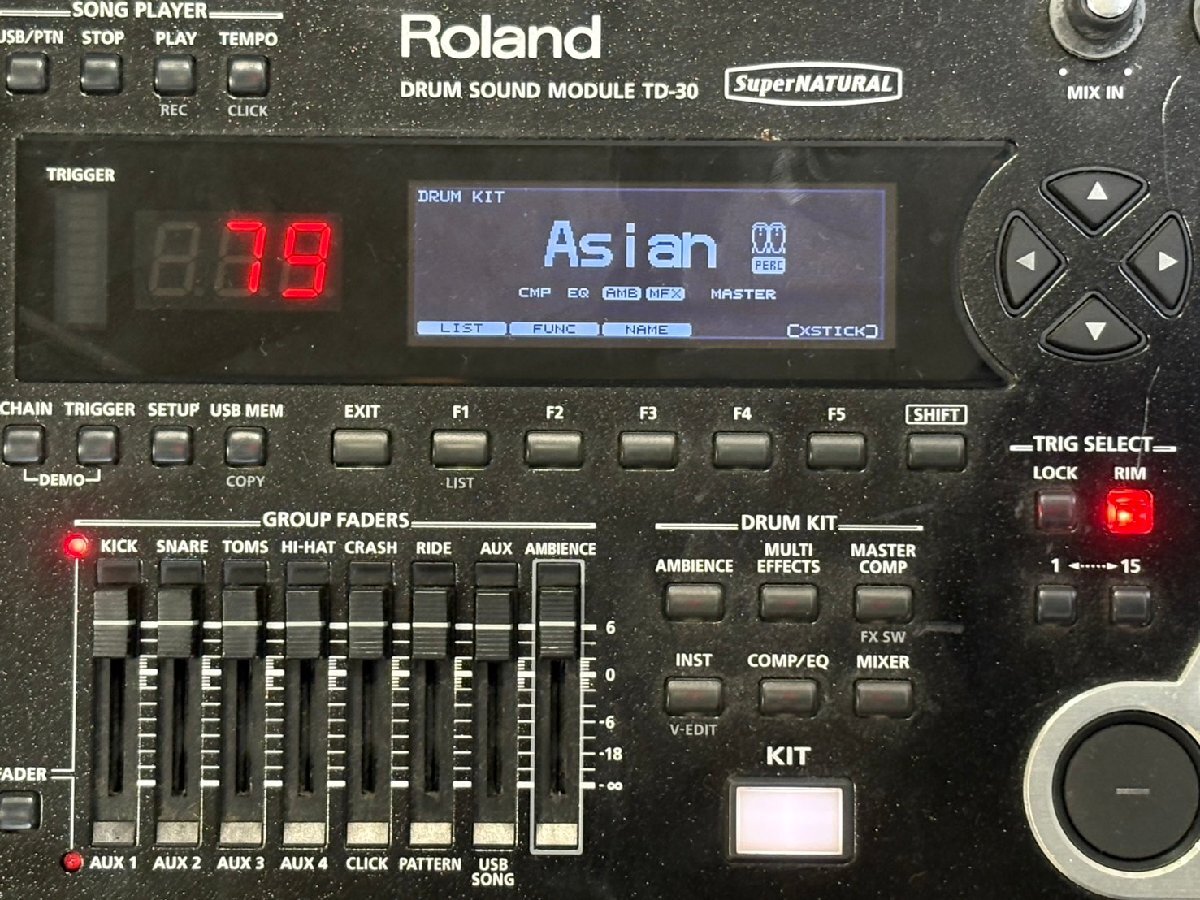 SONG PLAYER
USB/PTN STOP PLAY TEMPO
REC CLICK
Roland
DRUM SOUND MODULE TD-30
SuperNATURAL
MIX IN
TRIGGER
79
DRUM KIT
Asian
PERC
CMP EQ AMB MFX MASTER
LIST FUNC NAME [XSTICK]
CHAIN TRIGGER SETUP USB MEM EXIT F1 F2 F3 F4 F5 SHIFT
DEMO COPY LIST
TRIG SELECT
LOCK RIM
1 15
GROUP FADERS
KICK SNARE TOMS HI-HAT CRASH RIDE AUX AMBIENCE
6
0
-6
-18
-∞
FADER
AUX 1 AUX 2 AUX 3 AUX 4 CLICK PATTERN USB SONG
DRUM KIT
AMBIENCE MULTI EFFECTS MASTER COMP
FX SW
INST COMP/EQ MIXER
V-EDIT
KIT